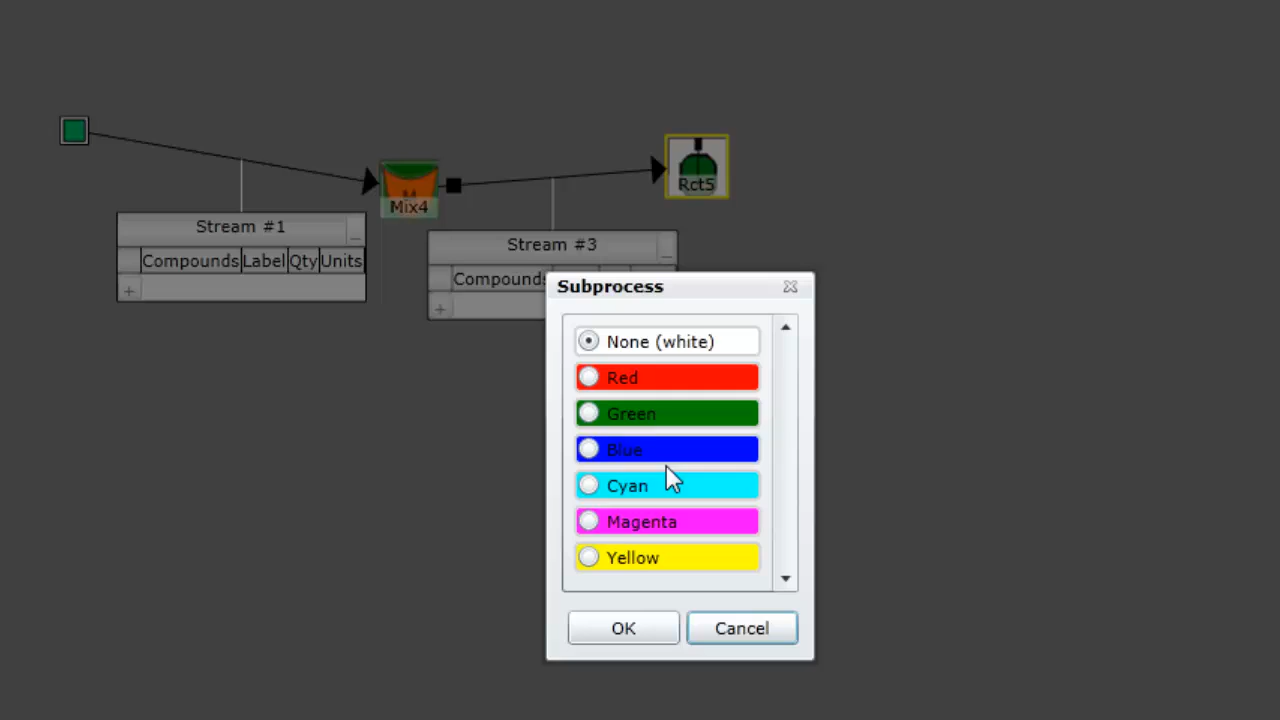 Rct5
Mix4
Stream #1
_
Compounds Label Qty Units
+
Stream #3
_
Compounds
+
Subprocess
None (white)
Red
Green
Blue
Cyan
Magenta
Yellow
OK
Cancel